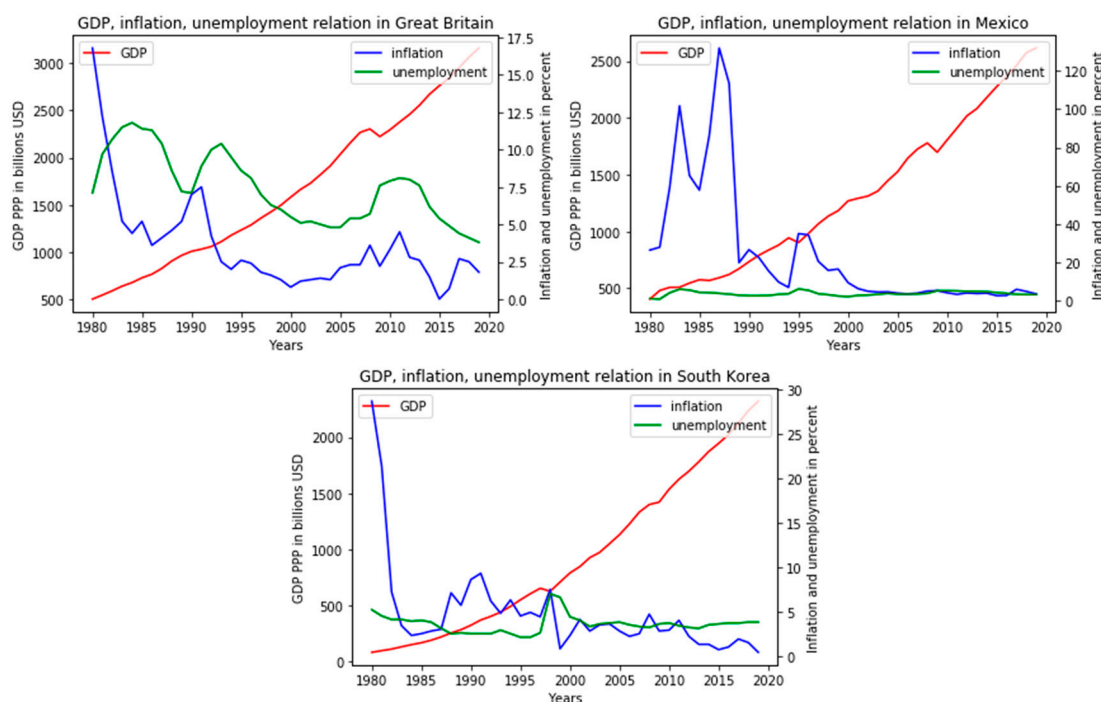 GDP, inflation, unemployment relation in Great Britain
GDP
inflation
unemployment
GDP PPP in billions USD
3000
2500
2000
1500
1000
500
17.5
15.0
12.5
10.0
7.5
5.0
2.5
0.0
Inflation and unemployment in percent
1980 1985 1990 1995 2000 2005 2010 2015 2020
Years
GDP, inflation, unemployment relation in Mexico
GDP
inflation
unemployment
GDP PPP in billions USD
2500
2000
1500
1000
500
120
100
80
60
40
20
0
Inflation and unemployment in percent
1980 1985 1990 1995 2000 2005 2010 2015 2020
Years
GDP, inflation, unemployment relation in South Korea
GDP
inflation
unemployment
GDP PPP in billions USD
2000
1500
1000
500
0
30
25
20
15
10
5
0
Inflation and unemployment in percent
1980 1985 1990 1995 2000 2005 2010 2015 2020
Years